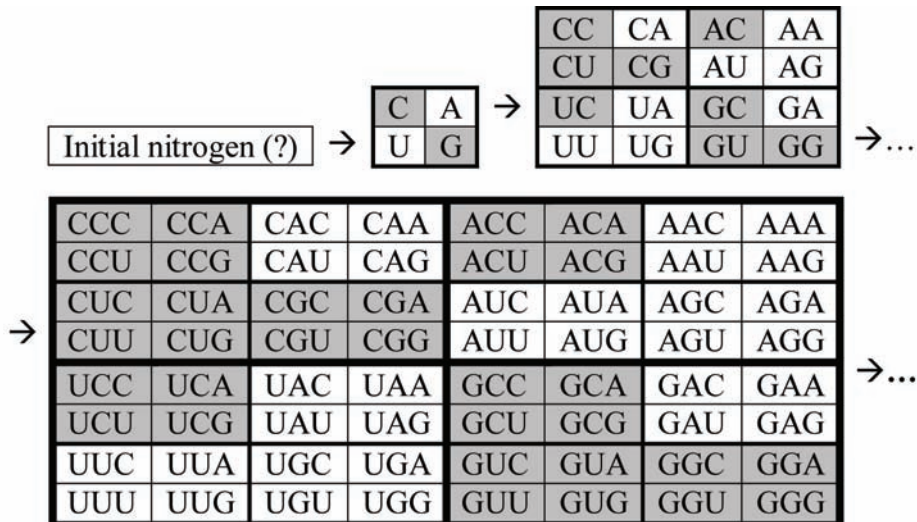 CC CA AC AA
CU CG AU AG
C A → UC UA GC GA
Initial nitrogen (?) → U G UU UG GU GG →...
CCC CCA CAC CAA ACC ACA AAC AAA
CCU CCG CAU CAG ACU ACG AAU AAG
CUC CUA CGC CGA AUC AUA AGC AGA
→ CUU CUG CGU CGG AUU AUG AGU AGG
UCC UCA UAC UAA GCC GCA GAC GAA →...
UCU UCG UAU UAG GCU GCG GAU GAG
UUC UUA UGC UGA GUC GUA GGC GGA
UUU UUG UGU UGG GUU GUG GGU GGG